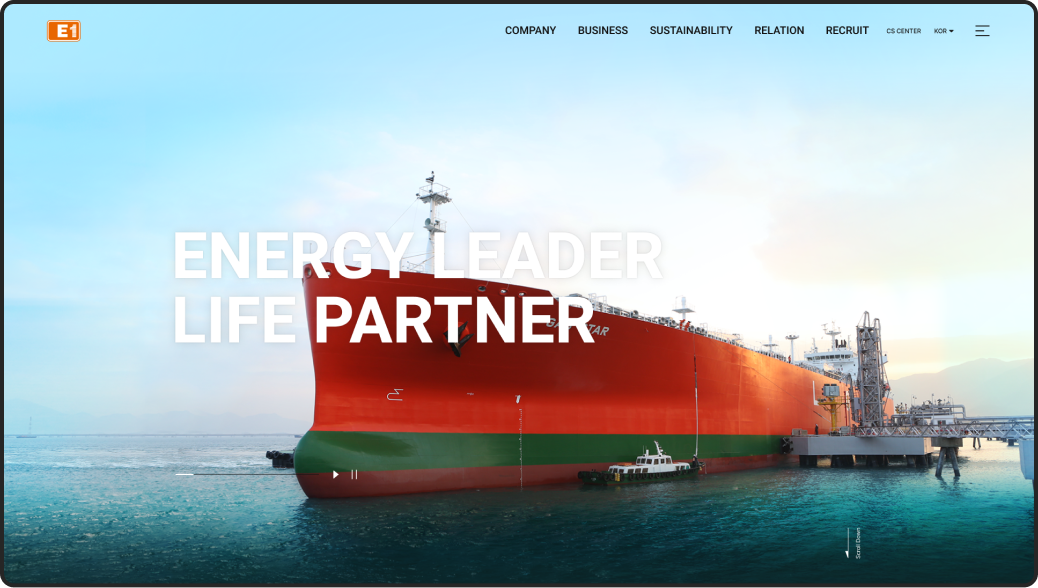 E1
COMPANY BUSINESS SUSTAINABILITY RELATION RECRUIT CS CENTER KOR
ENERGY LEADER
LIFE PARTNER
Scroll Down